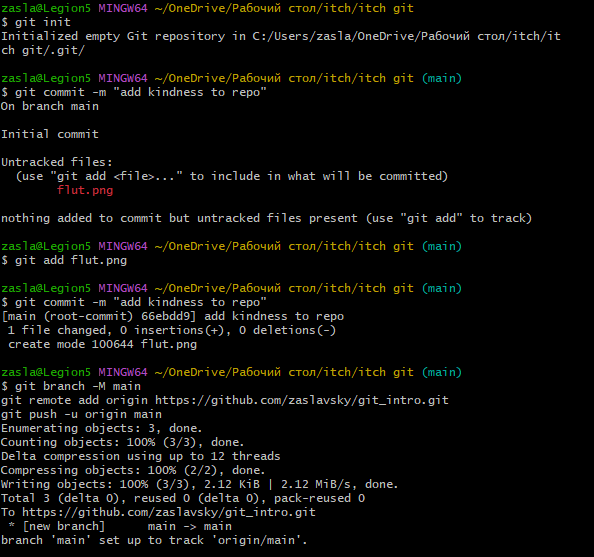 zasla@Legion5 MINGW64 ~/OneDrive/Рабочий стол/itch/itch git
$ git init
Initialized empty Git repository in C:/Users/zasla/OneDrive/Рабочий стол/itch/it
ch git/.git/
zasla@Legion5 MINGW64 ~/OneDrive/Рабочий стол/itch/itch git (main)
$ git commit -m "add kindness to repo"
On branch main
Initial commit
Untracked files:
  (use "git add <file>..." to include in what will be committed)
        flut.png
nothing added to commit but untracked files present (use "git add" to track)
zasla@Legion5 MINGW64 ~/OneDrive/Рабочий стол/itch/itch git (main)
$ git add flut.png
zasla@Legion5 MINGW64 ~/OneDrive/Рабочий стол/itch/itch git (main)
$ git commit -m "add kindness to repo"
[main (root-commit) 66ebdd9] add kindness to repo
 1 file changed, 0 insertions(+), 0 deletions(-)
 create mode 100644 flut.png
zasla@Legion5 MINGW64 ~/OneDrive/Рабочий стол/itch/itch git (main)
$ git branch -M main
git remote add origin https://github.com/zaslavsky/git_intro.git
git push -u origin main
Enumerating objects: 3, done.
Counting objects: 100% (3/3), done.
Delta compression using up to 12 threads
Compressing objects: 100% (2/2), done.
Writing objects: 100% (3/3), 2.12 KiB | 2.12 MiB/s, done.
Total 3 (delta 0), reused 0 (delta 0), pack-reused 0
To https://github.com/zaslavsky/git_intro.git
 * [new branch]      main -> main
branch 'main' set up to track 'origin/main'.